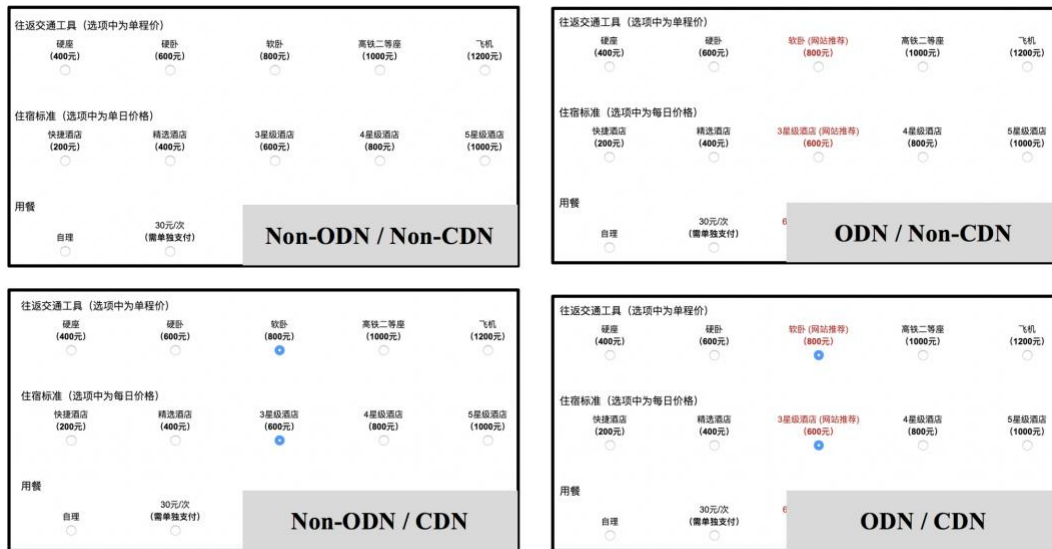 往返交通工具（选项中为单程价）
硬座 硬卧 软卧 高铁二等座 飞机
(400元) (600元) (800元) (1000元) (1200元)
住宿标准（选项中为单日价格）
快捷酒店 精选酒店 3星级酒店 4星级酒店 5星级酒店
(200元) (400元) (600元) (800元) (1000元)
用餐
30元/次
自理 (需单独支付)
Non-ODN / Non-CDN
往返交通工具（选项中为单程价）
硬座 硬卧 软卧 (网站推荐) 高铁二等座 飞机
(400元) (600元) (800元) (1000元) (1200元)
住宿标准（选项中为每日价格）
快捷酒店 精选酒店 3星级酒店 (网站推荐) 4星级酒店 5星级酒店
(200元) (400元) (600元) (800元) (1000元)
用餐
30元/次
自理 (需单独支付)
ODN / Non-CDN
往返交通工具（选项中为单程价）
硬座 硬卧 软卧 高铁二等座 飞机
(400元) (600元) (800元) (1000元) (1200元)
住宿标准（选项中为每日价格）
快捷酒店 精选酒店 3星级酒店 4星级酒店 5星级酒店
(200元) (400元) (600元) (800元) (1000元)
用餐
30元/次
自理 (需单独支付)
Non-ODN / CDN
往返交通工具（选项中为单程价）
硬座 硬卧 软卧 (网站推荐) 高铁二等座 飞机
(400元) (600元) (800元) (1000元) (1200元)
住宿标准（选项中为每日价格）
快捷酒店 精选酒店 3星级酒店 (网站推荐) 4星级酒店 5星级酒店
(200元) (400元) (600元) (800元) (1000元)
用餐
30元/次
自理 (需单独支付)
ODN / CDN